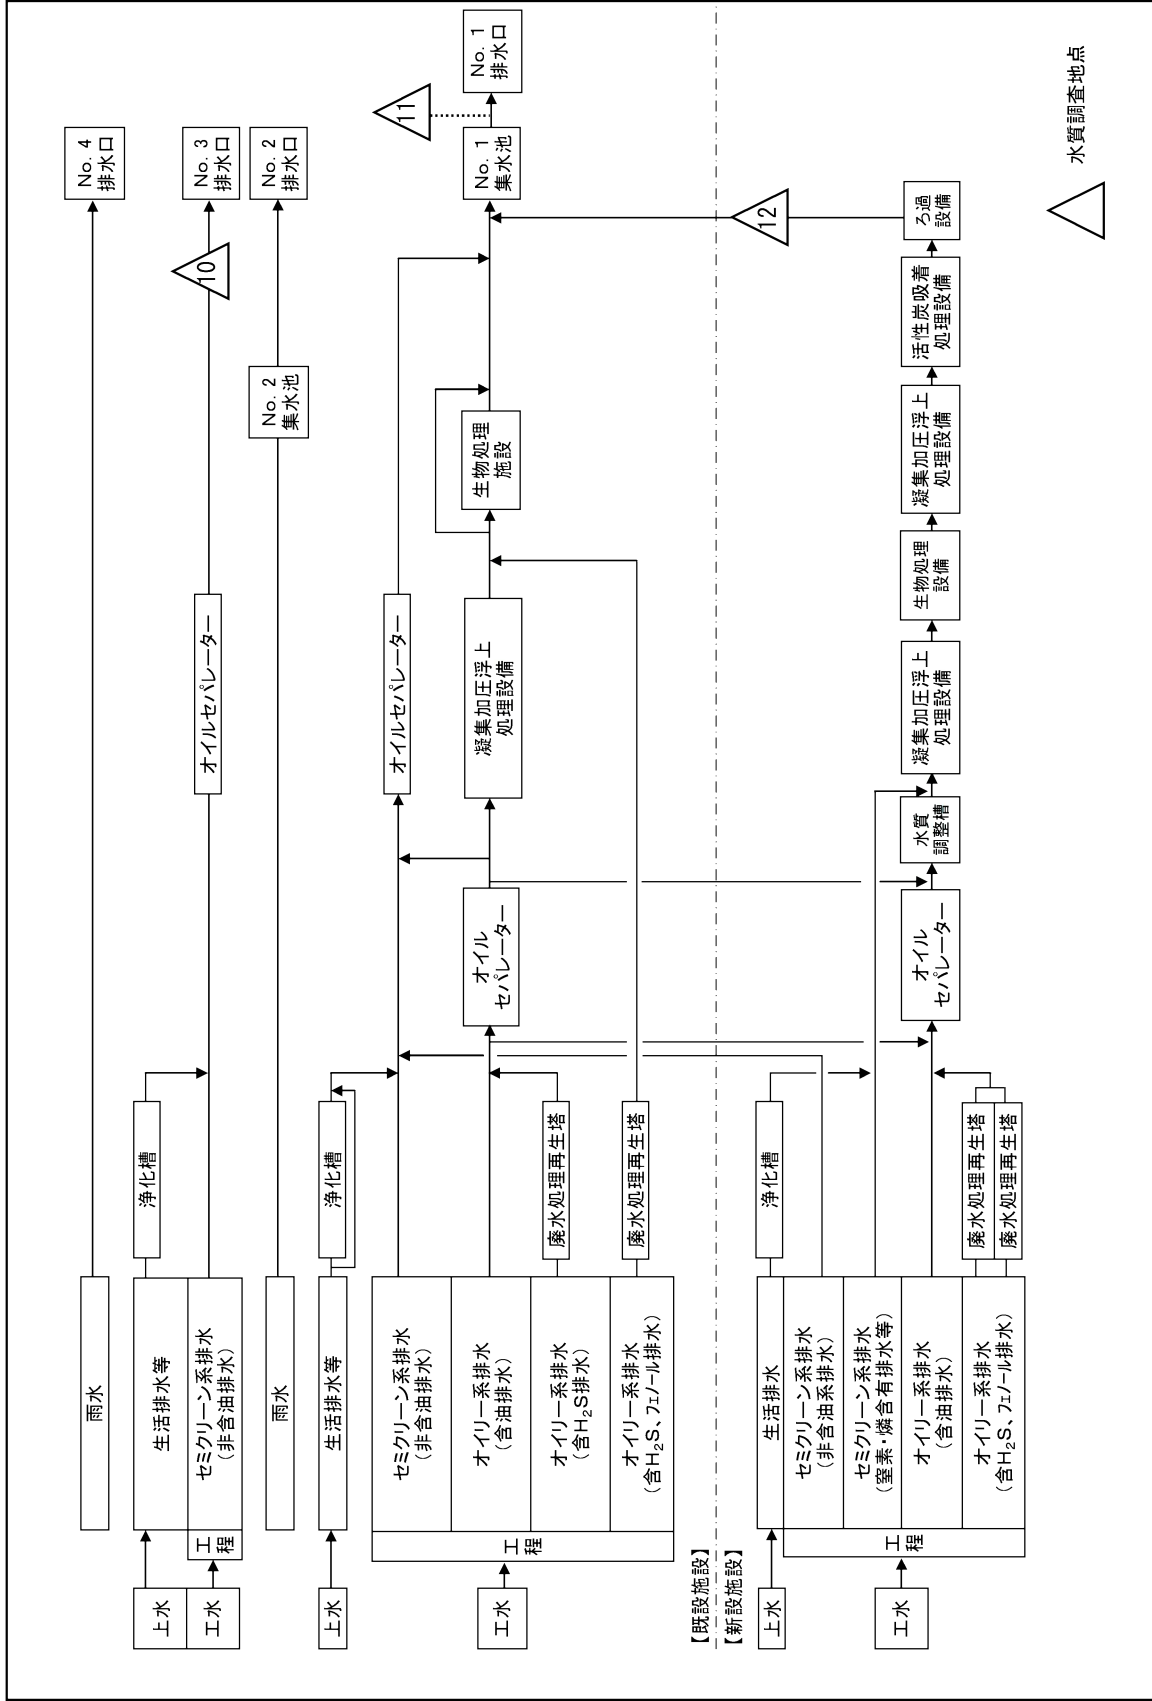 No. 4
排水口
No. 3
排水口
No. 2
排水口
No. 1
排水口
10
11
12
No. 1
集水池
No. 2
集水池
ろ過
設備
水質調査地点
オイルセパレーター
オイルセパレーター
凝集加圧浮上
処理設備
生物処理
施設
オイル
セパレーター
活性炭吸着
処理設備
凝集加圧浮上
処理設備
生物処理
設備
凝集加圧浮上
処理設備
水質
調整槽
オイル
セパレーター
浄化槽
浄化槽
廃水処理再生塔
廃水処理再生塔
浄化槽
廃水処理再生塔
廃水処理再生塔
雨水
生活排水等
セミクリーン系排水
(非含油排水)
雨水
生活排水等
セミクリーン系排水
(非含油排水)
オイリー系排水
(含油排水)
オイリー系排水
(含H₂S排水)
オイリー系排水
(含H₂S、フェノール排水)
生活排水
セミクリーン系排水
(非含油系排水)
セミクリーン系排水
(窒素・燐含有排水等)
オイリー系排水
(含油排水)
オイリー系排水
(含H₂S、フェノール排水)
工
程
工
程
工
程
上水
工水
上水
工水
【既設施設】
【新設施設】
上水
工水